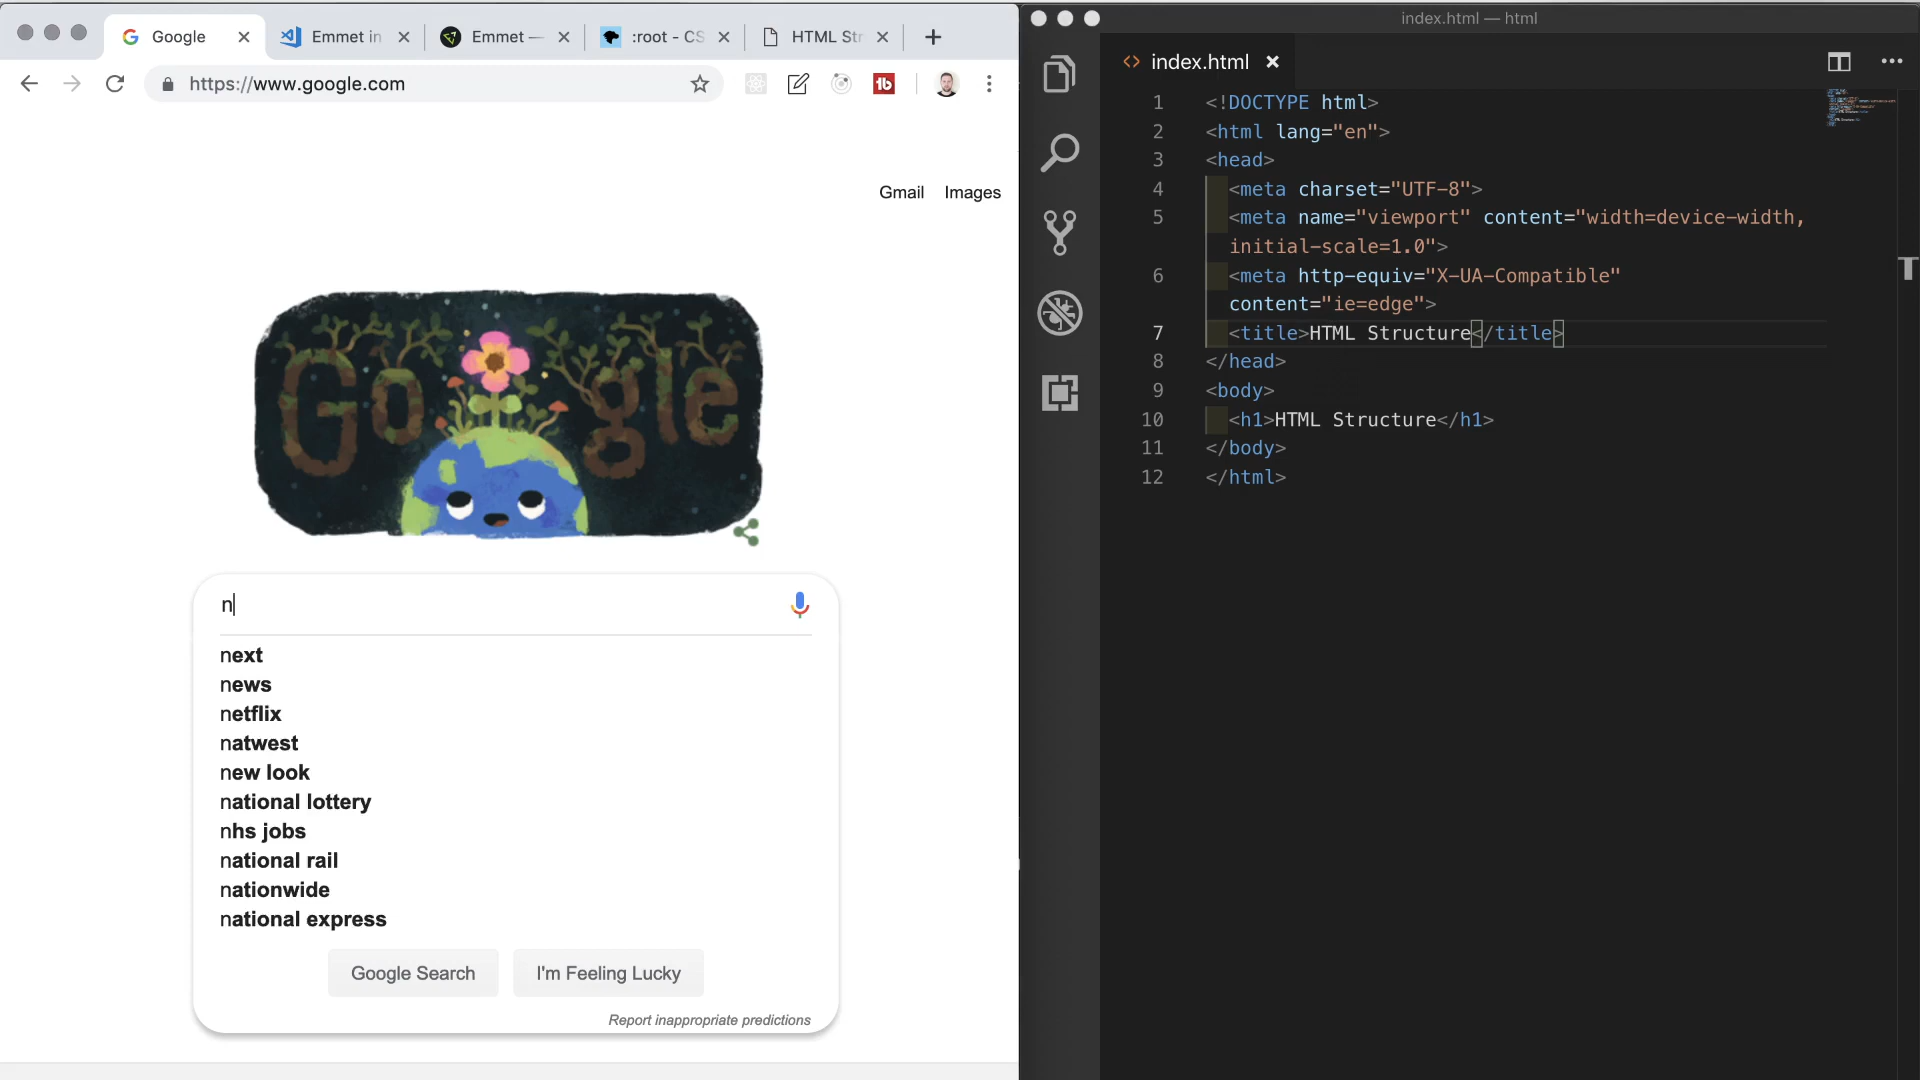 Google
Emmet in
Emmet —
:root - CS
HTML Str
https://www.google.com
Gmail Images
Google
n
next
news
netflix
natwest
new look
national lottery
nhs jobs
national rail
nationwide
national express
Google Search
I'm Feeling Lucky
Report inappropriate predictions
index.html — html
index.html
1 <!DOCTYPE html>
2 <html lang="en">
3 <head>
4 <meta charset="UTF-8">
5 <meta name="viewport" content="width=device-width,
initial-scale=1.0">
6 <meta http-equiv="X-UA-Compatible"
content="ie=edge">
7 <title>HTML Structure</title>
8 </head>
9 <body>
10 <h1>HTML Structure</h1>
11 </body>
12 </html>
T